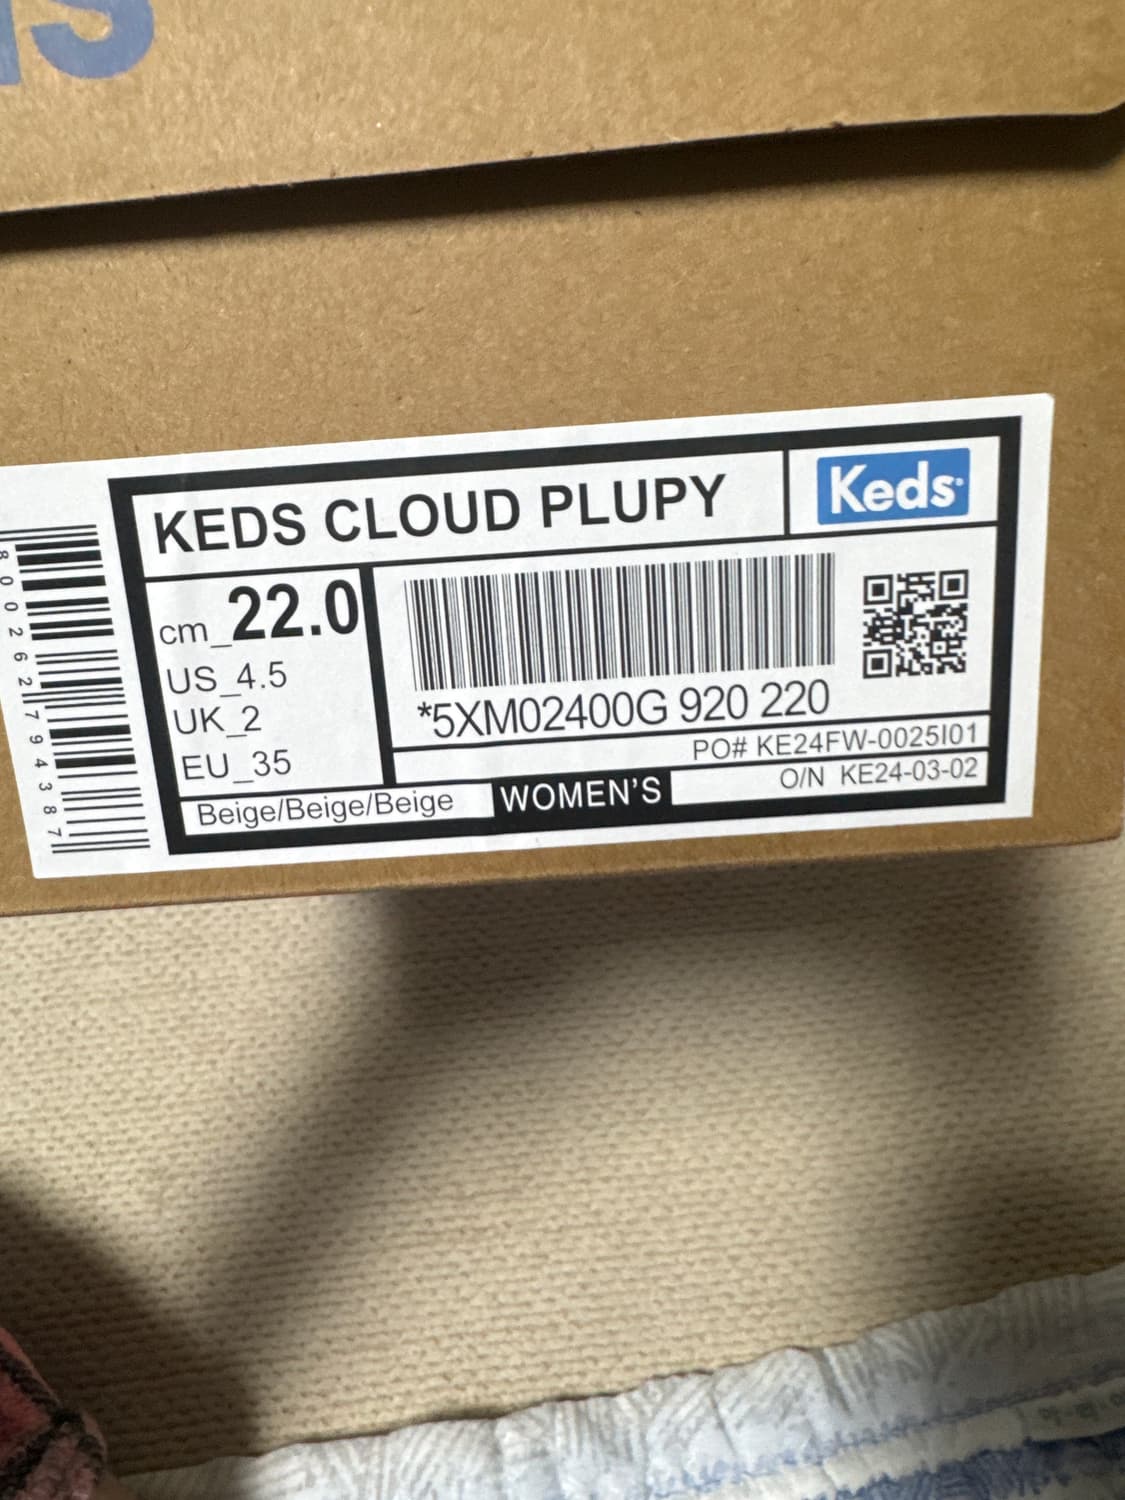 KEDS CLOUD PLUPY
Keds
cm_22.0
US_4.5
UK_2
EU_35
*5XM02400G 920 220
PO# KE24FW-0025I01
O/N KE24-03-02
Beige/Beige/Beige
WOMEN'S